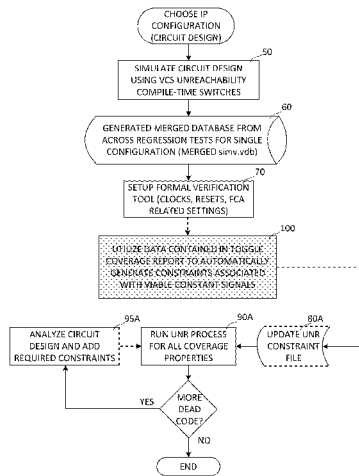 CHOOSE IP
CONFIGURATION
(CIRCUIT DESIGN)
50
SIMULATE CIRCUIT DESIGN
USING VCS UNREACHABILITY
COMPILE-TIME SWITCHES
60
GENERATED MERGED DATABASE FROM
ACROSS REGRESSION TESTS FOR SINGLE
CONFIGURATION (MERGED simv.vdb)
70
SETUP FORMAL VERIFICATION
TOOL (CLOCKS, RESETS, FCA
RELATED SETTINGS)
100
UTILIZE DATA CONTAINED IN TOGGLE
COVERAGE REPORT TO AUTOMATICALLY
GENERATE CONSTRAINTS ASSOCIATED
WITH VIABLE CONSTANT SIGNALS
95A
ANALYZE CIRCUIT
DESIGN AND ADD
REQUIRED CONSTRAINTS
90A
RUN UNR PROCESS
FOR ALL COVERAGE
PROPERTIES
80A
UPDATE UNR
CONSTRAINT
FILE
YES
MORE
DEAD
CODE?
NO
END